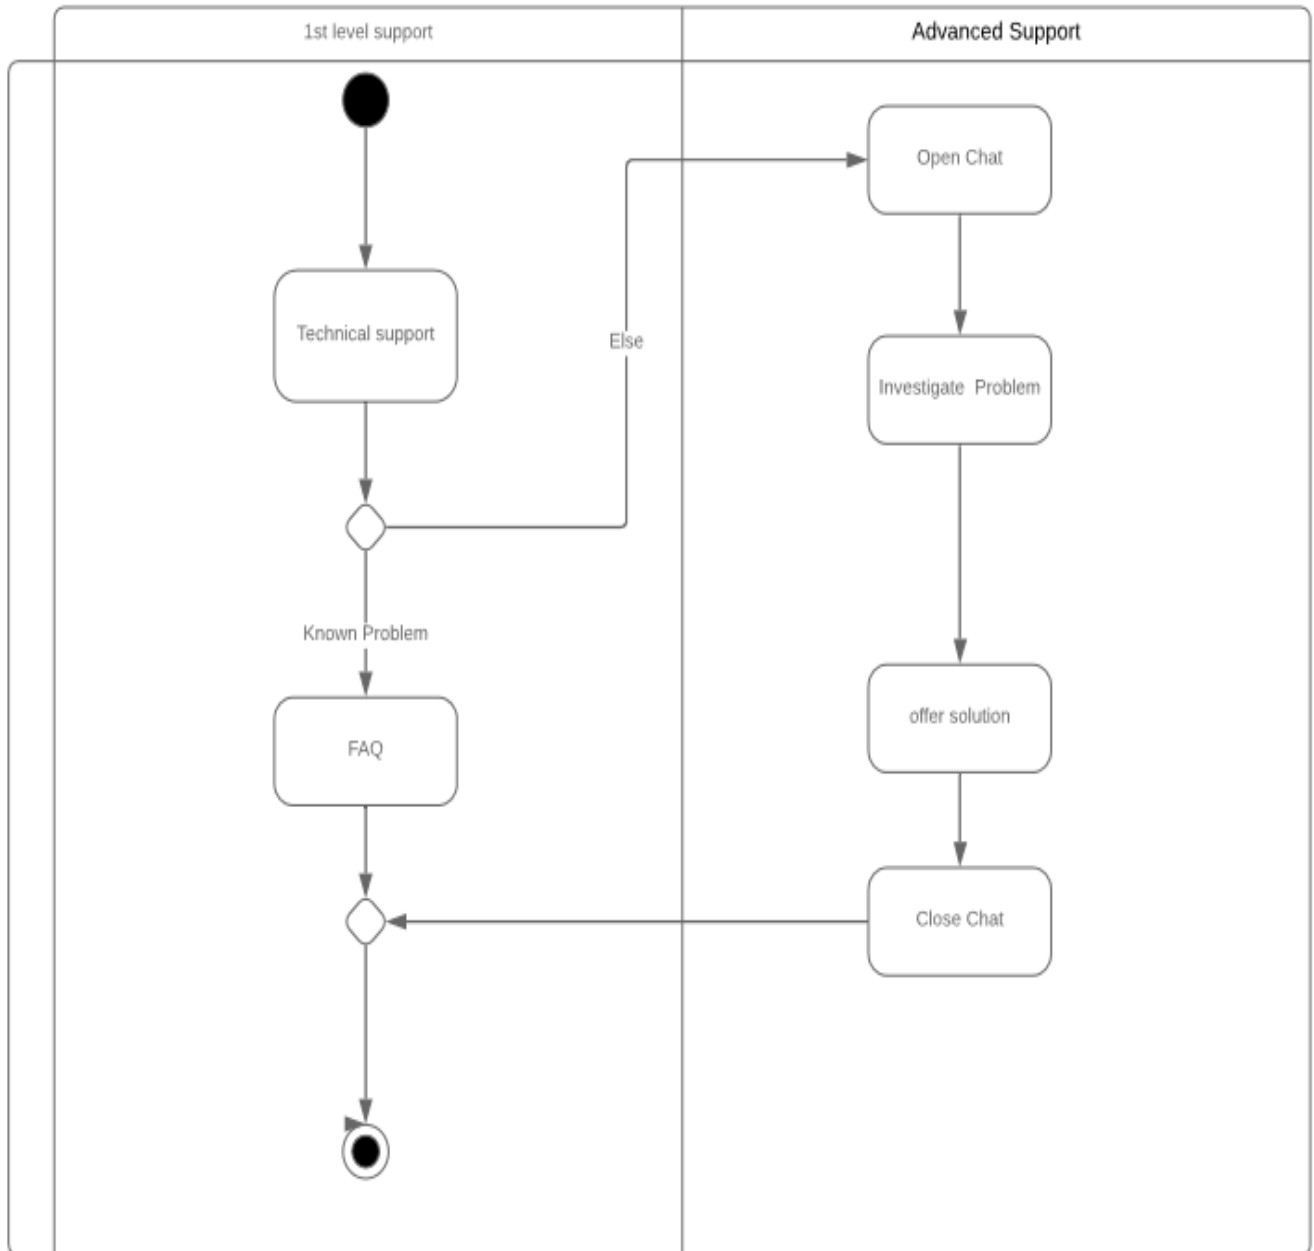 1st level support
Advanced Support
Open Chat
Technical support
Else
Investigate  Problem
Known Problem
offer solution
FAQ
Close Chat